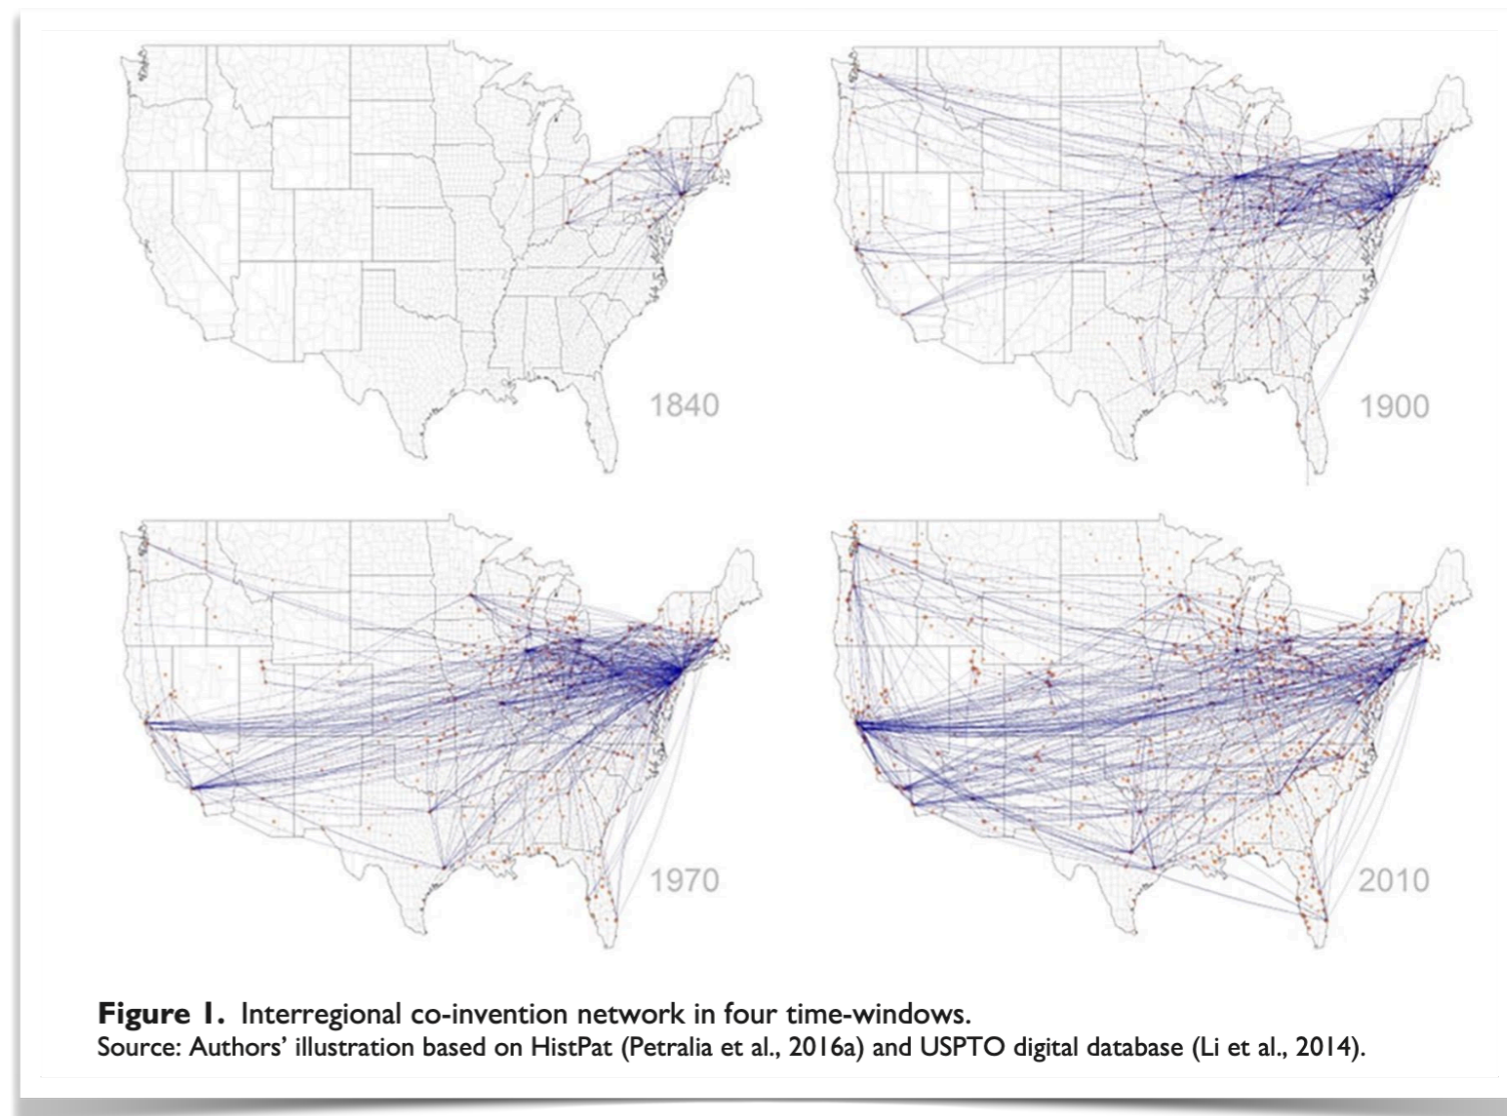 1840
1900
1970
2010
Figure 1. Interregional co-invention network in four time-windows.
Source: Authors’ illustration based on HistPat (Petralia et al., 2016a) and USPTO digital database (Li et al., 2014).